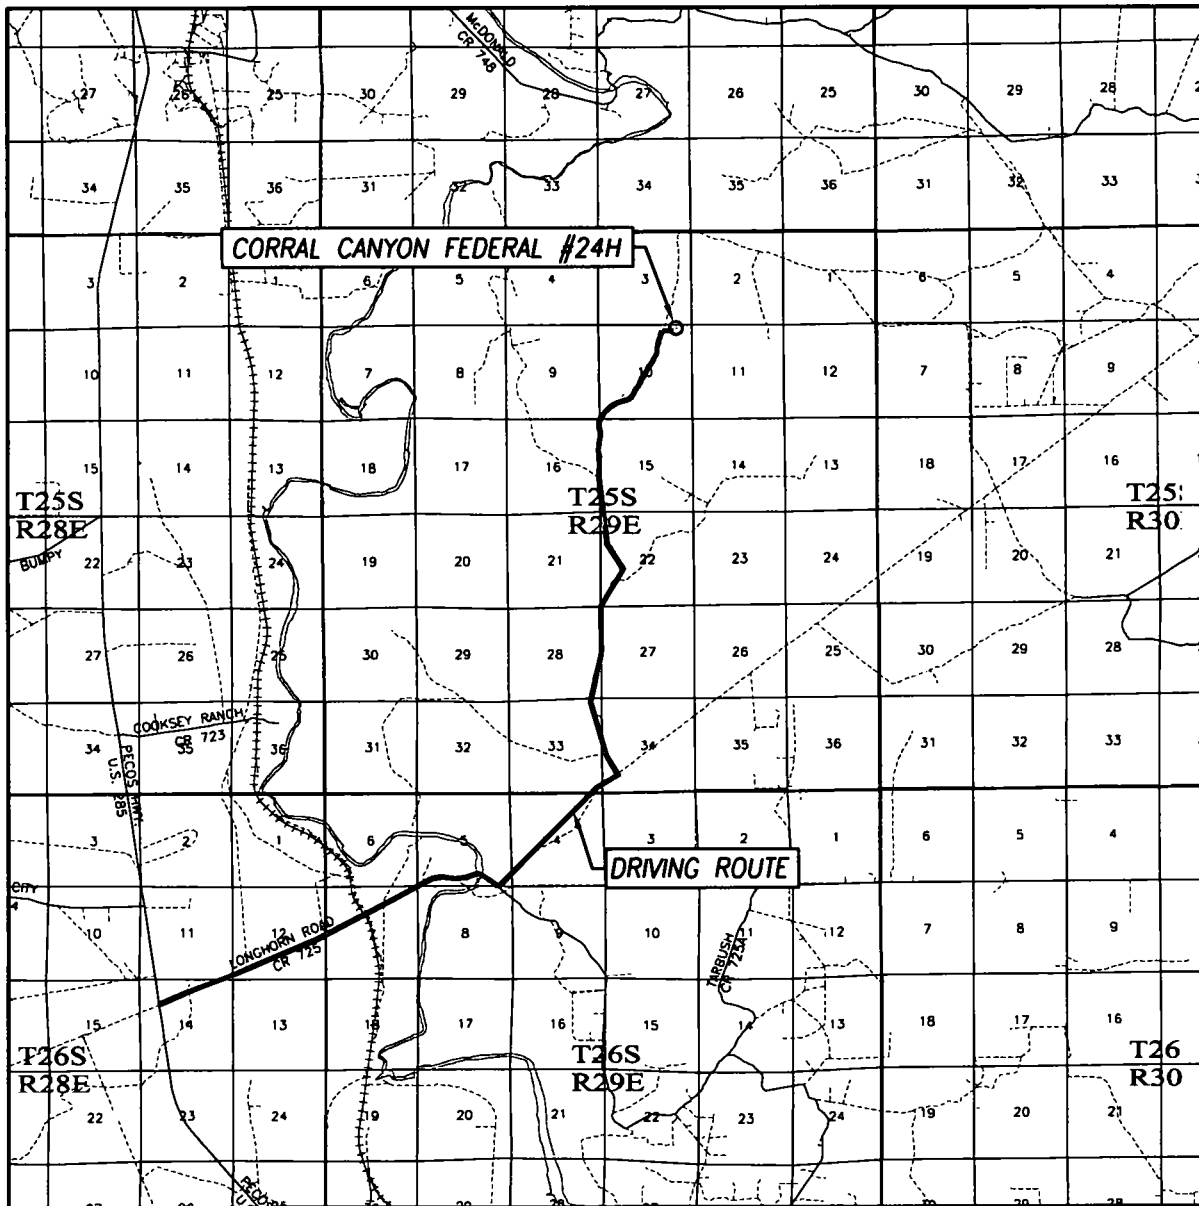 McDONALD
CR 748
27 26 25 30 29 28 27 26 25 30 29 28
34 35 36 31 32 33 34 35 36 31 32 33
CORRAL CANYON FEDERAL #24H
3 2 1 6 5 4 3 2 1 6 5 4
10 11 12 7 8 9 10 11 12 7 8 9
15 14 13 18 17 16 15 14 13 18 17 16
T25S
R28E
T25S
R29E
T25S
R30
BUMPY
22 23 24 19 20 21 22 23 24 19 20 21
27 26 25 30 29 28 27 26 25 30 29 28
COOKSEY RANCH
CR 723
34 35 36 31 32 33 34 35 36 31 32 33
PECOS HWY.
U.S. 285
3 2 1 6 5 4 3 2 1 6 5 4
DRIVING ROUTE
CITY
4
10 11 12 8 9 10 11 12 7 8 9
LONGHORN ROAD
CR 725
TARBUSH
CR 725A
15 14 13 18 17 16 15 14 13 18 17 16
T26S
R28E
T26S
R29E
T26
R30
22 23 24 19 20 21 22 23 24 19 20 21
PECOS